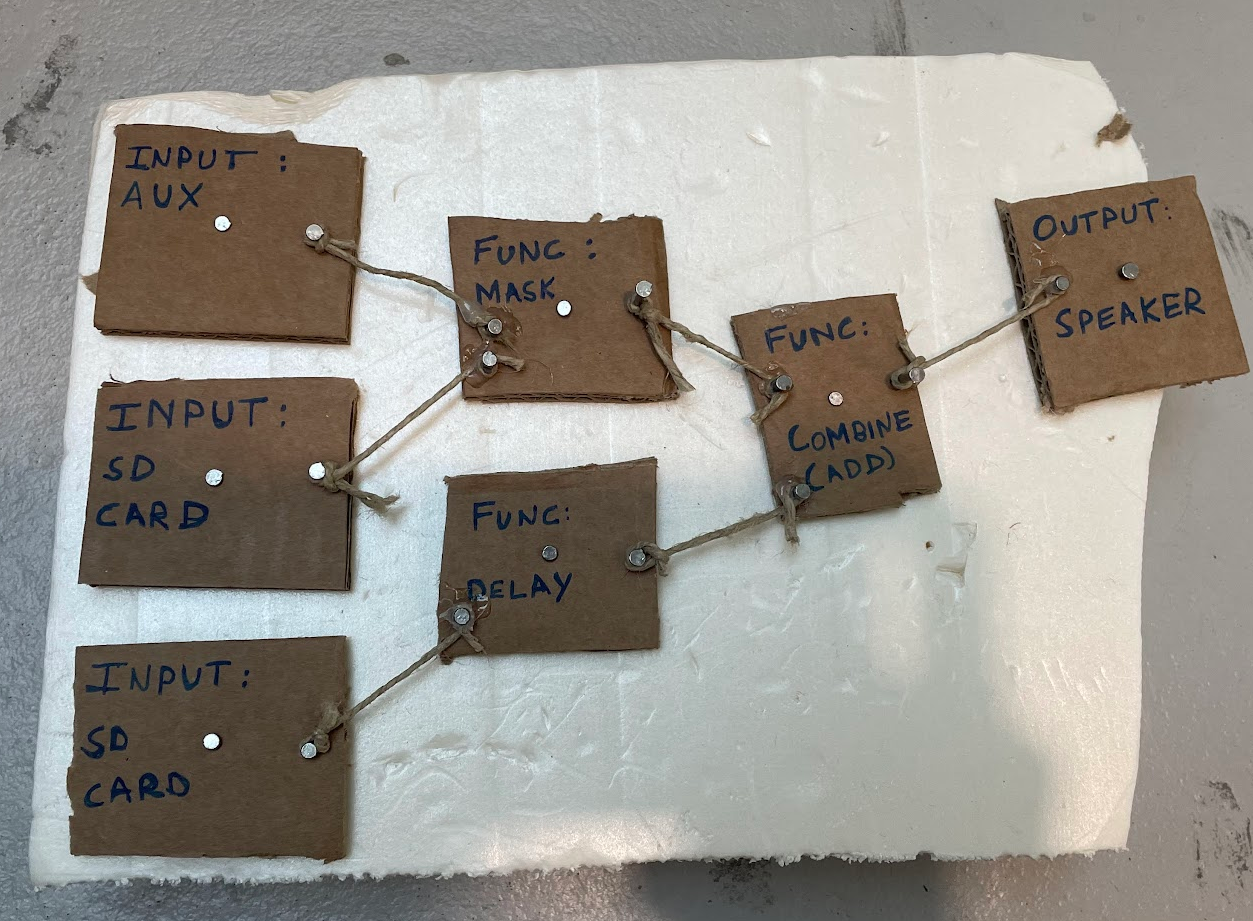 INPUT :
AUX
INPUT:
SD
CARD
INPUT:
SD
CARD
FUNC :
MASK
FUNC:
DELAY
FUNC:
COMBINE
(ADD)
OUTPUT:
SPEAKER